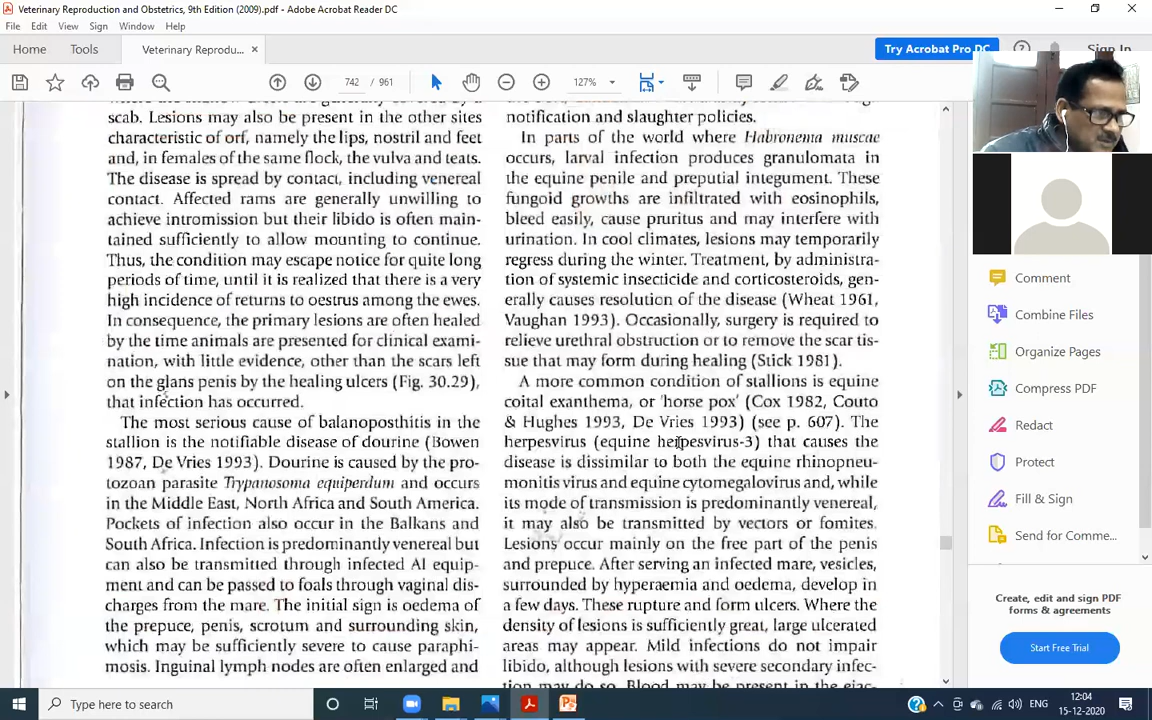 Veterinary Reproduction and Obstetrics, 9th Edition (2009).pdf - Adobe Acrobat Reader DC
File Edit View Sign Window Help
Home Tools Veterinary Reprodu... × Try Acrobat Pro DC Sign In
742 / 961 127%
scab. Lesions may also be present in the other sites
characteristic of orf, namely the lips, nostril and feet
and, in females of the same flock, the vulva and teats.
The disease is spread by contact, including venereal
contact. Affected rams are generally unwilling to
achieve intromission but their libido is often main-
tained sufficiently to allow mounting to continue.
Thus, the condition may escape notice for quite long
periods of time, until it is realized that there is a very
high incidence of returns to oestrus among the ewes.
In consequence, the primary lesions are often healed
by the time animals are presented for clinical exami-
nation, with little evidence, other than the scars left
on the glans penis by the healing ulcers (Fig. 30.29),
that infection has occurred.
The most serious cause of balanoposthitis in the
stallion is the notifiable disease of dourine (Bowen
1987, De Vries 1993). Dourine is caused by the pro-
tozoan parasite Trypanosoma equiperdum and occurs
in the Middle East, North Africa and South America.
Pockets of infection also occur in the Balkans and
South Africa. Infection is predominantly venereal but
can also be transmitted through infected AI equip-
ment and can be passed to foals through vaginal dis-
charges from the mare. The initial sign is oedema of
the prepuce, penis, scrotum and surrounding skin,
which may be sufficiently severe to cause paraphi-
mosis. Inguinal lymph nodes are often enlarged and
notification and slaughter policies.
In parts of the world where Habronema muscae
occurs, larval infection produces granulomata in
the equine penile and preputial integument. These
fungoid growths are infiltrated with eosinophils,
bleed easily, cause pruritus and may interfere with
urination. In cool climates, lesions may temporarily
regress during the winter. Treatment, by administra-
tion of systemic insecticide and corticosteroids, gen-
erally causes resolution of the disease (Wheat 1961,
Vaughan 1993). Occasionally, surgery is required to
relieve urethral obstruction or to remove the scar tis-
sue that may form during healing (Stick 1981).
A more common condition of stallions is equine
coital exanthema, or 'horse pox' (Cox 1982, Couto
& Hughes 1993, De Vries 1993) (see p. 607). The
herpesvirus (equine herpesvirus-3) that causes the
disease is dissimilar to both the equine rhinopneu-
monitis virus and equine cytomegalovirus and, while
its mode of transmission is predominantly venereal,
it may also be transmitted by vectors or fomites.
Lesions occur mainly on the free part of the penis
and prepuce. After serving an infected mare, vesicles,
surrounded by hyperaemia and oedema, develop in
a few days. These rupture and form ulcers. Where the
density of lesions is sufficiently great, large ulcerated
areas may appear. Mild infections do not impair
libido, although lesions with severe secondary infec-
tion may do so. Blood may be present in the ejac-
Comment
Combine Files
Organize Pages
Compress PDF
Redact
Protect
Fill & Sign
Send for Comme...
Create, edit and sign PDF
forms & agreements
Start Free Trial
Type here to search
ENG
12:04
15-12-2020